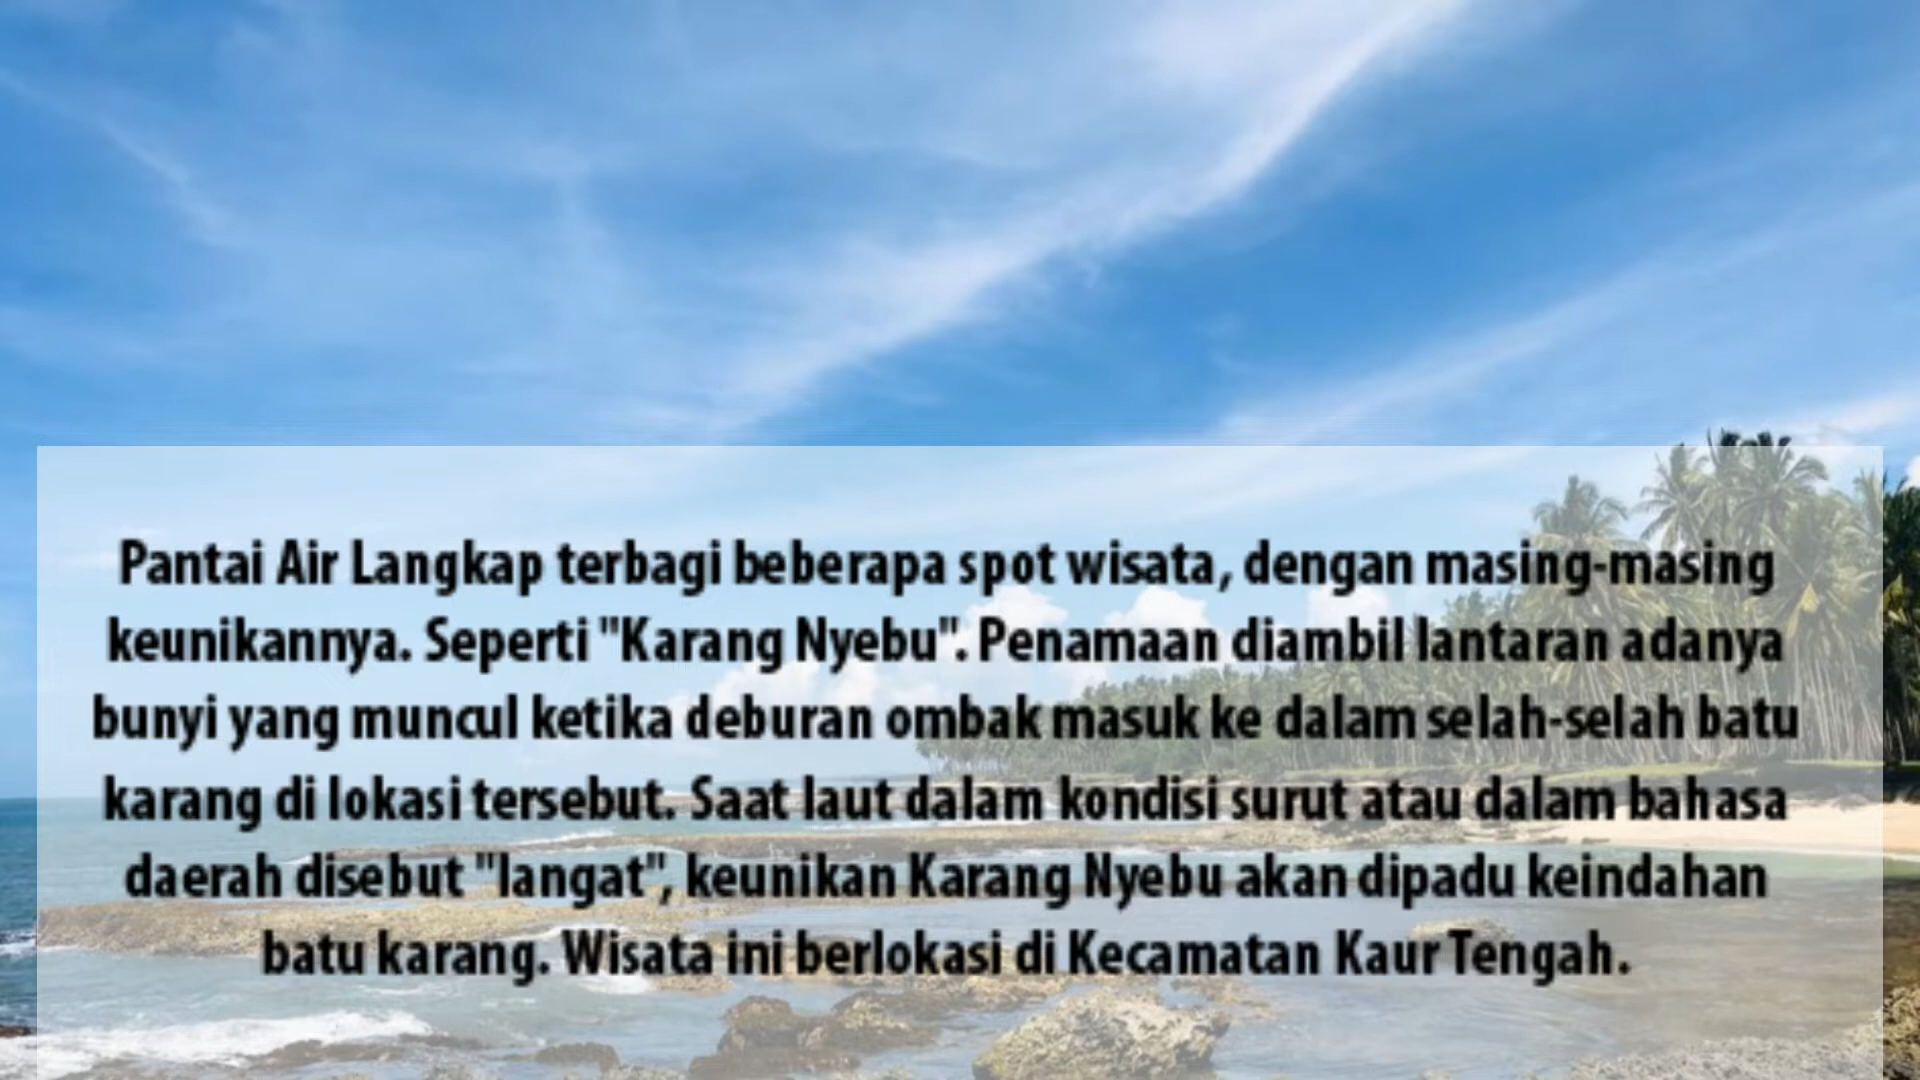 Pantai Air Langkap terbagi beberapa spot wisata, dengan masing-masing
keunikannya. Seperti "Karang Nyebu". Penamaan diambil lantaran adanya
bunyi yang muncul ketika deburan ombak masuk ke dalam selah-selah batu
karang di lokasi tersebut. Saat laut dalam kondisi surut atau dalam bahasa
daerah disebut "langat", keunikan Karang Nyebu akan dipadu keindahan
batu karang. Wisata ini berlokasi di Kecamatan Kaur Tengah.